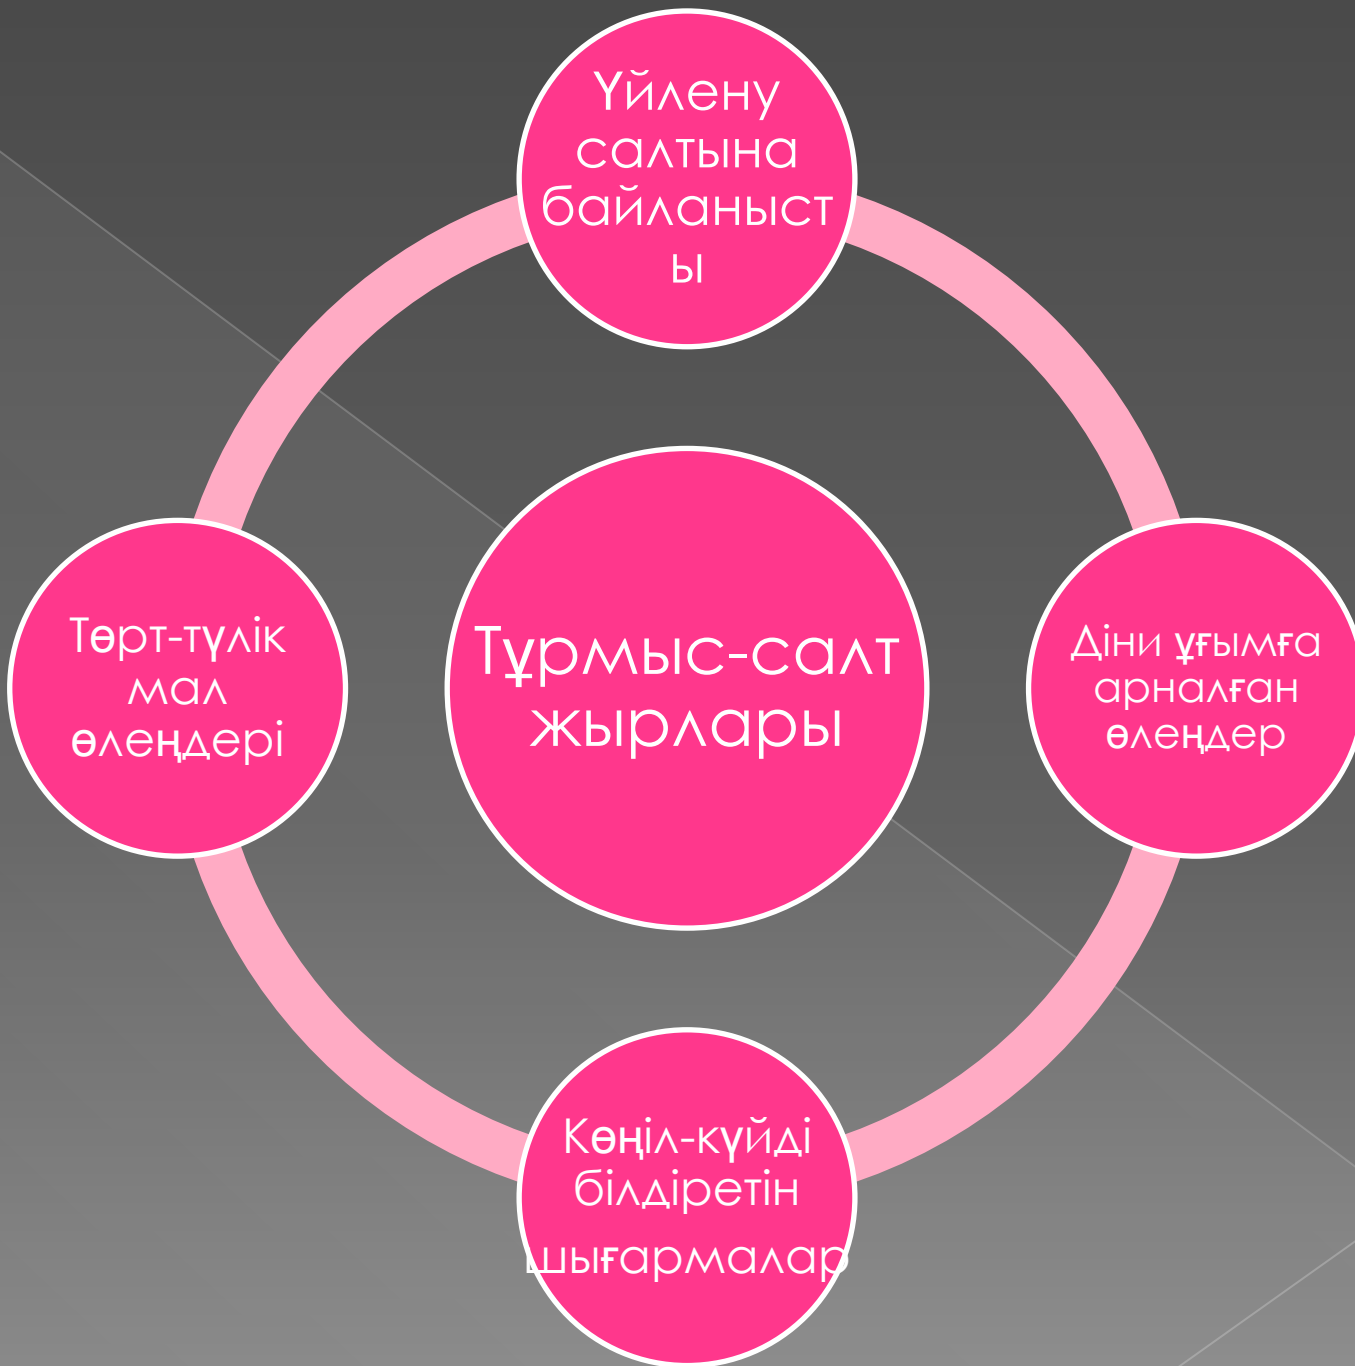 Үйлену
салтына
байланыст
ы
Төрт-түлік
мал
өлеңдері
Тұрмыс-салт
жырлары
Діни ұғымға
арналған
өлеңдер
Көңіл-күйді
білдіретін
шығармалар